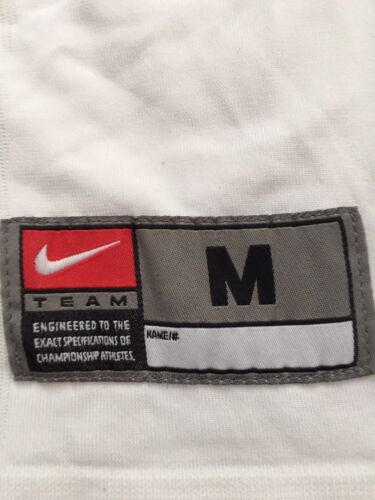 TEAM
ENGINEERED TO THE
EXACT SPECIFICATIONS OF
CHAMPIONSHIP ATHLETES.
M
NAME/#